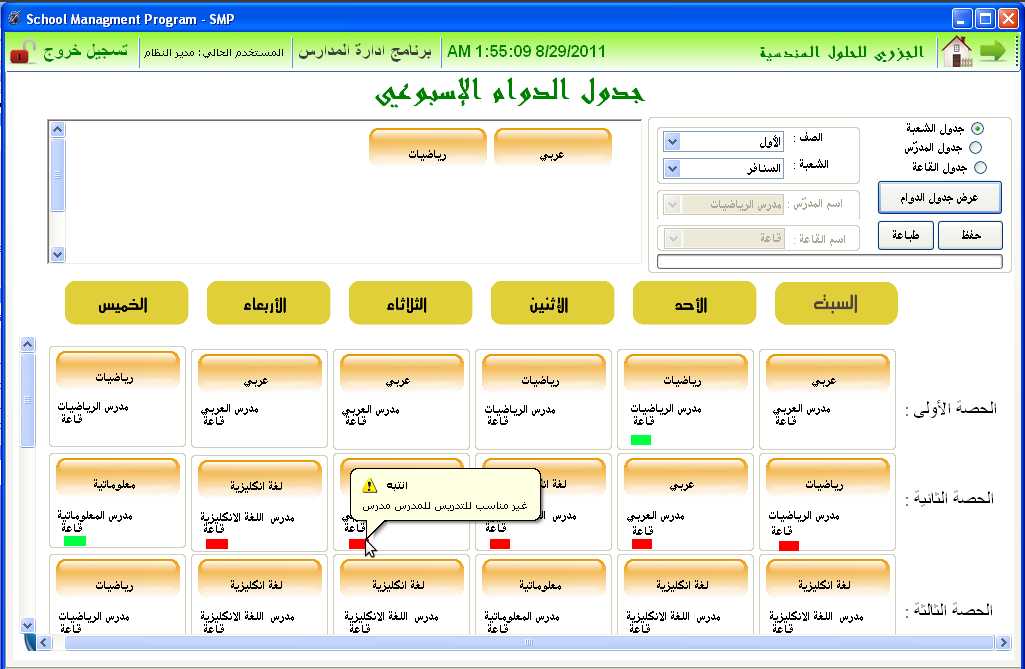 School Managment Program - SMP
الجزري للحلول الهندسية
AM 1:55:09 8/29/2011
برنامج ادارة المدارس
المستخدم الحالي: مدير النظام
تسجيل خروج
جدول الدوام الإسبوعي
جدول الشعبة
جدول المدرّس
جدول القاعة
عرض جدول الدوام
حفظ
طباعة
الصف :
الأول
الشعبة :
السنافر
اسم المدرّس :
مدرس الرياضيات
اسم القاعة :
قاعة
عربي
رياضيات
السبت
الأحد
الإثنين
الثلاثاء
الأربعاء
الخميس
الحصة الأولى :
عربي
مدرس العربي
قاعة
رياضيات
مدرس الرياضيات
قاعة
رياضيات
مدرس الرياضيات
قاعة
عربي
مدرس العربي
قاعة
عربي
مدرس العربي
قاعة
رياضيات
مدرس الرياضيات
قاعة
الحصة الثانية :
رياضيات
مدرس الرياضيات
قاعة
عربي
مدرس العربي
قاعة
لغة
قاعة
انتبه
غير مناسب للتدريس للمدرس مدرس
قاعة
لغة انكليزية
مدرس اللغة الانكليزية
قاعة
معلوماتية
مدرس المعلوماتية
قاعة
الحصة الثالثة :
لغة انكليزية
مدرس اللغة الانكليزية
قاعة
لغة انكليزية
مدرس اللغة الانكليزية
قاعة
معلوماتية
مدرس المعلوماتية
قاعة
لغة انكليزية
مدرس اللغة الانكليزية
قاعة
لغة انكليزية
مدرس اللغة الانكليزية
قاعة
رياضيات
مدرس الرياضيات
قاعة